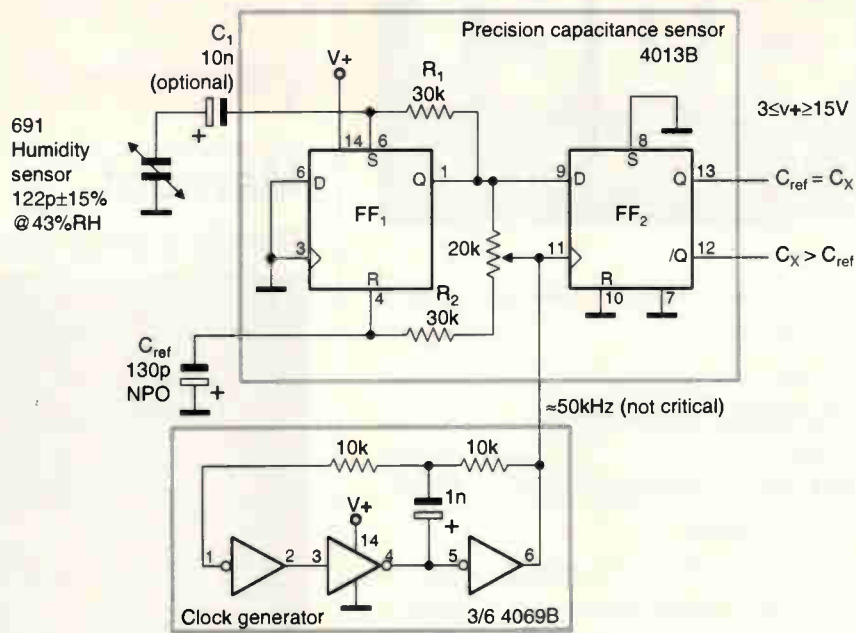 Precision capacitance sensor
4013B
C1
10n
(optional)
+
V+
R1
30k
691
Humidity
sensor
122p±15%
@43%RH
14 6
S
6 D
Q 1
FF1
3
R
4
20k
R2
30k
8
S
9 D
Q 13
FF2
11
/Q 12
R
10 7
3≤v+≥15V
Cref = CX
CX > Cref
Cref
130p
NPO
+
≈50kHz (not critical)
10k
10k
1n
+
V+
14
1
2
3
4
5
6
Clock generator
3/6 4069B